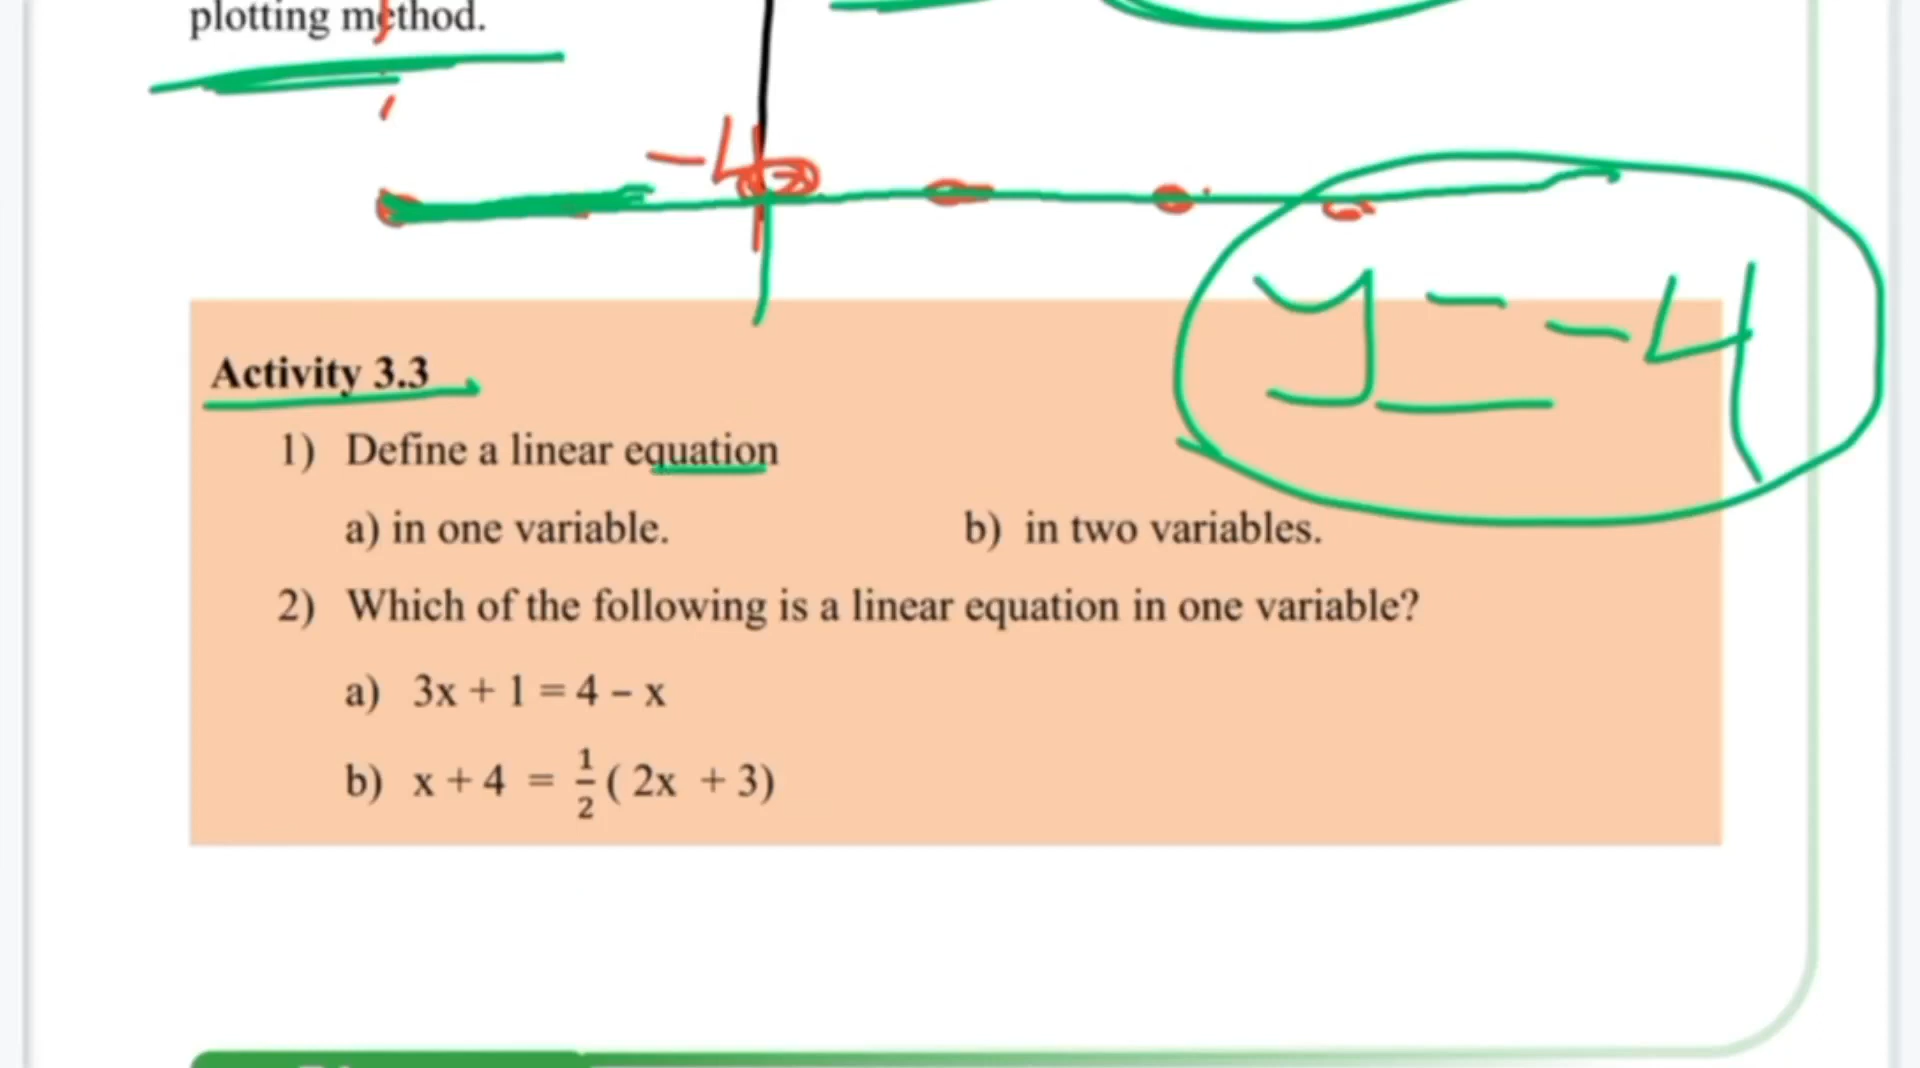 plotting method.
-4
y = -4
Activity 3.3
1) Define a linear equation
a) in one variable.
b) in two variables.
2) Which of the following is a linear equation in one variable?
a) 3x + 1 = 4 – x
b) x + 4 = 1/2 ( 2x + 3)